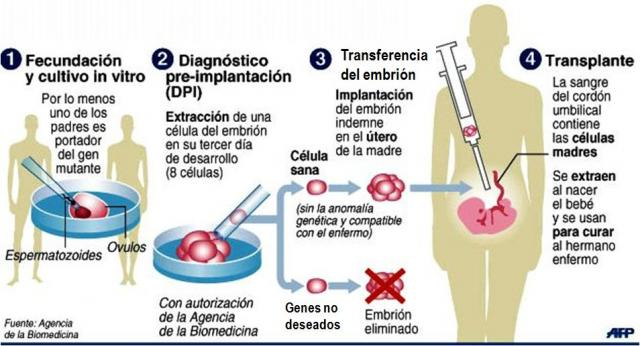 1 Fecundación
y cultivo in vitro
Por lo menos
uno de los
padres es
portador
del gen
mutante
Espermatozoides
Ovulos
Fuente: Agencia
de la Biomedicina
2 Diagnóstico
pre-implantación
(DPI)
Extracción de una
célula del embrión
en su tercer día
de desarrollo
(8 células)
Con autorización
de la Agencia
de la Biomedicina
3 Transferencia
del embrión
Implantación
del embrión
indemne
en el útero
de la madre
Célula
sana
(sin la anomalía
genética y compatible
con el enfermo)
Genes no
deseados
Embrión
eliminado
4 Transplante
La sangre
del cordón
umbilical
contiene
las células
madres
Se extraen
al nacer
el bebé
y se usan
para curar
al hermano
enfermo
AFP